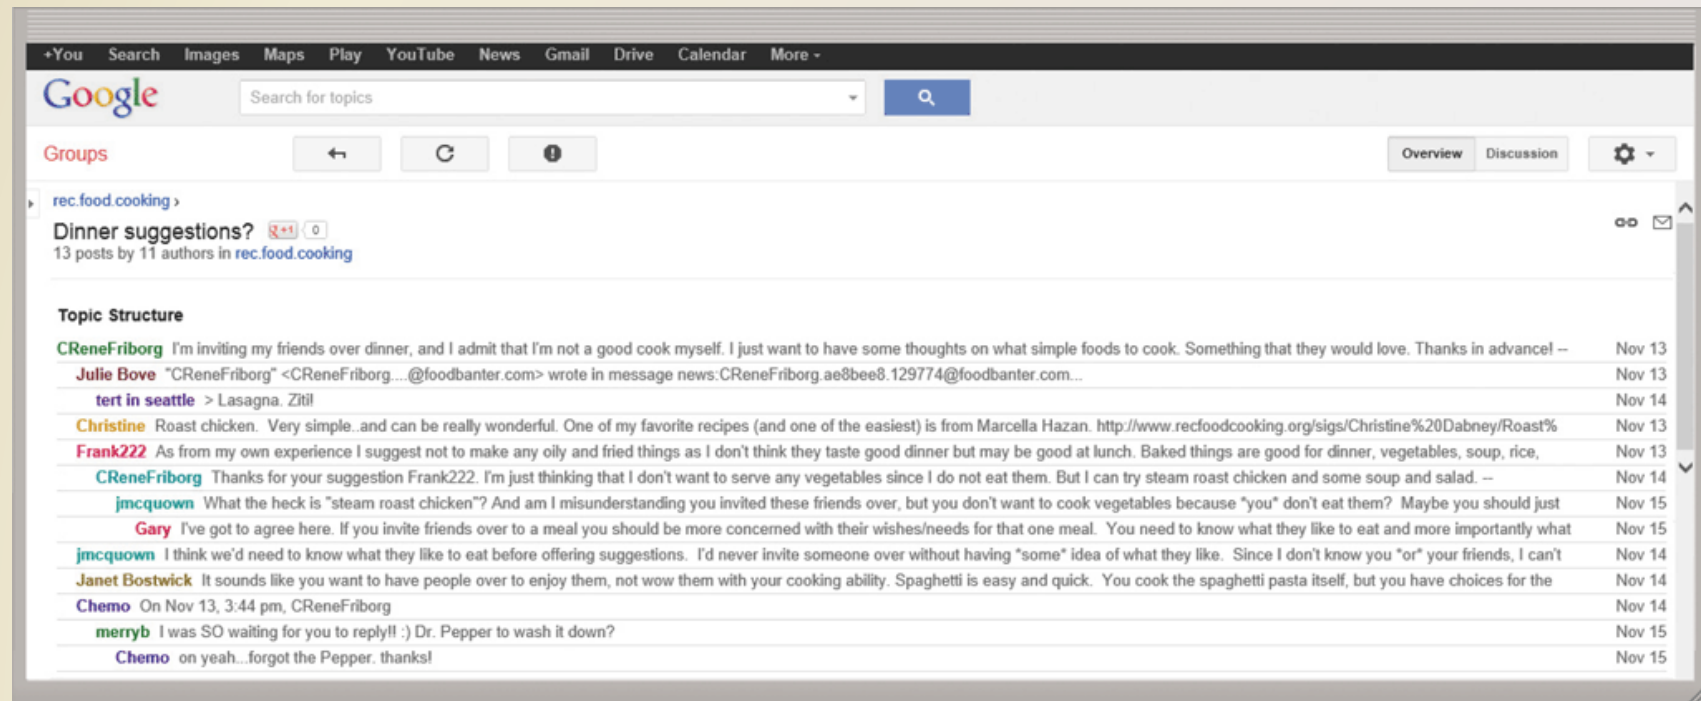 +You Search Images Maps Play YouTube News Gmail Drive Calendar More
Google Search for topics
Groups Overview Discussion
rec.food.cooking ›
Dinner suggestions? g+1 0
13 posts by 11 authors in rec.food.cooking
Topic Structure
CReneFriborg I'm inviting my friends over dinner, and I admit that I'm not a good cook myself. I just want to have some thoughts on what simple foods to cook. Something that they would love. Thanks in advance! -- Nov 13
Julie Bove "CReneFriborg" <CReneFriborg....@foodbanter.com> wrote in message news:CReneFriborg.ae8bee8.129774@foodbanter.com... Nov 13
tert in seattle > Lasagna. Ziti! Nov 14
Christine Roast chicken. Very simple..and can be really wonderful. One of my favorite recipes (and one of the easiest) is from Marcella Hazan. http://www.recfoodcooking.org/sigs/Christine%20Dabney/Roast% Nov 13
Frank222 As from my own experience I suggest not to make any oily and fried things as I don't think they taste good dinner but may be good at lunch. Baked things are good for dinner, vegetables, soup, rice, Nov 13
CReneFriborg Thanks for your suggestion Frank222. I'm just thinking that I don't want to serve any vegetables since I do not eat them. But I can try steam roast chicken and some soup and salad. -- Nov 14
jmcquown What the heck is "steam roast chicken"? And am I misunderstanding you invited these friends over, but you don't want to cook vegetables because *you* don't eat them? Maybe you should just Nov 15
Gary I've got to agree here. If you invite friends over to a meal you should be more concerned with their wishes/needs for that one meal. You need to know what they like to eat and more importantly what Nov 15
jmcquown I think we'd need to know what they like to eat before offering suggestions. I'd never invite someone over without having *some* idea of what they like. Since I don't know you *or* your friends, I can't Nov 14
Janet Bostwick It sounds like you want to have people over to enjoy them, not wow them with your cooking ability. Spaghetti is easy and quick. You cook the spaghetti pasta itself, but you have choices for the Nov 14
Chemo On Nov 13, 3:44 pm, CReneFriborg Nov 14
merryb I was SO waiting for you to reply!! :) Dr. Pepper to wash it down? Nov 15
Chemo on yeah...forgot the Pepper. thanks! Nov 15